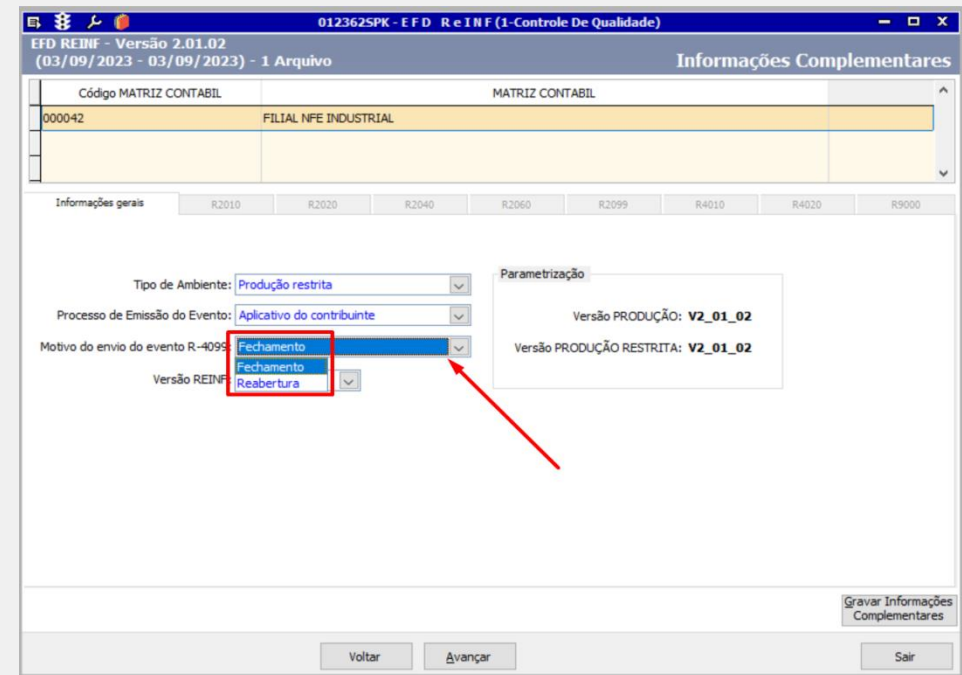 012362SPK - E F D R e I N F (1-Controle De Qualidade)
EFD REINF - Versão 2.01.02
(03/09/2023 - 03/09/2023) - 1 Arquivo
Informações Complementares
Código MATRIZ CONTABIL MATRIZ CONTABIL
000042 FILIAL NFE INDUSTRIAL
Informações gerais R2010 R2020 R2040 R2060 R2099 R4010 R4020 R9000
Parametrização
Tipo de Ambiente: Produção restrita
Processo de Emissão do Evento: Aplicativo do contribuinte
Versão PRODUÇÃO: V2_01_02
Motivo do envio do evento R-4099: Fechamento
Versão PRODUÇÃO RESTRITA: V2_01_02
Fechamento
Versão REINF:
Reabertura
Gravar Informações
Complementares
Voltar Avançar Sair